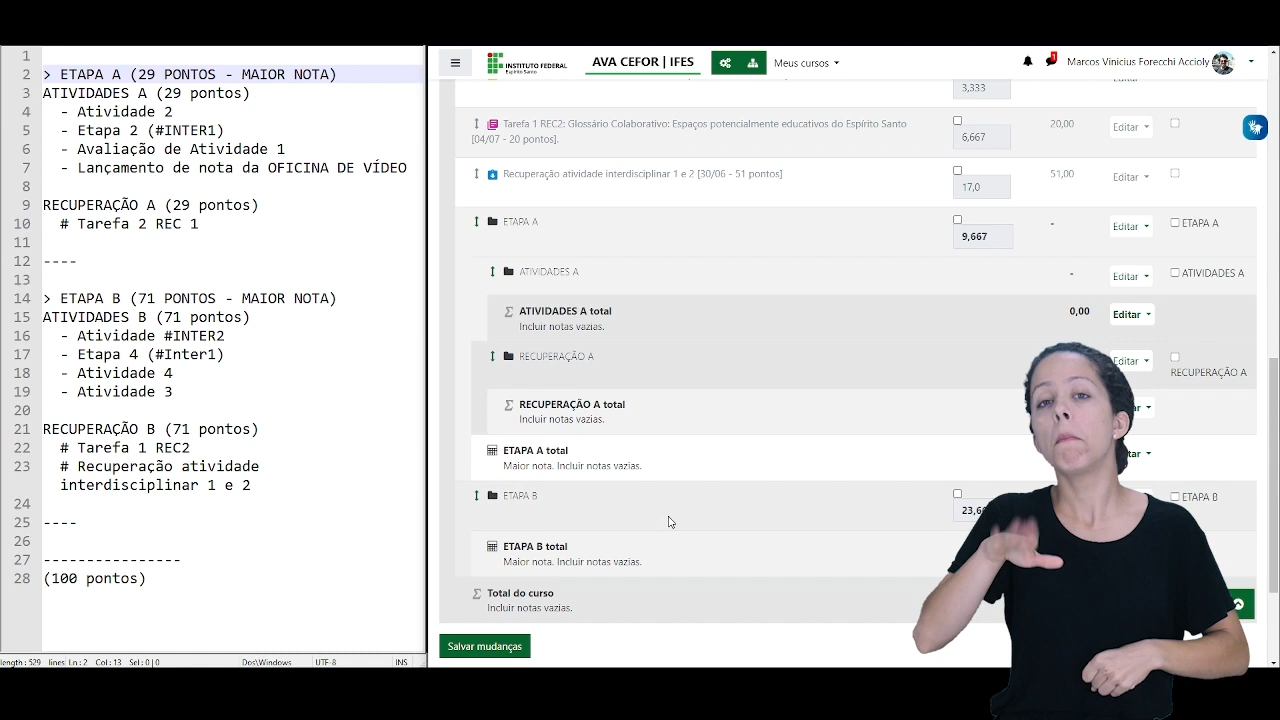 1
2 > ETAPA A (29 PONTOS - MAIOR NOTA)
3 ATIVIDADES A (29 pontos)
4 - Atividade 2
5 - Etapa 2 (#INTER1)
6 - Avaliação de Atividade 1
7 - Lançamento de nota da OFICINA DE VÍDEO
8
9 RECUPERAÇÃO A (29 pontos)
10 # Tarefa 2 REC 1
11
12 ----
13
14 > ETAPA B (71 PONTOS - MAIOR NOTA)
15 ATIVIDADES B (71 pontos)
16 - Atividade #INTER2
17 - Etapa 4 (#Inter1)
18 - Atividade 4
19 - Atividade 3
20
21 RECUPERAÇÃO B (71 pontos)
22 # Tarefa 1 REC2
23 # Recuperação atividade
interdisciplinar 1 e 2
24
25 ----
26
27 ----------------
28 (100 pontos)
length : 529 lines Ln : 2 Col : 13 Sel : 0 | 0 Dos\Windows UTF-8 INS
INSTITUTO FEDERAL
Espírito Santo
AVA CEFOR | IFES
Meus cursos
Marcos Vinicius Forecchi Accioly
3,333
Tarefa 1 REC2: Glossário Colaborativo: Espaços potencialmente educativos do Espírito Santo
[04/07 - 20 pontos].
6,667
20,00
Editar
Recuperação atividade interdisciplinar 1 e 2 [30/06 - 51 pontos]
17,0
51,00
Editar
ETAPA A
9,667
-
Editar
ETAPA A
ATIVIDADES A
-
Editar
ATIVIDADES A
ATIVIDADES A total
0,00
Editar
Incluir notas vazias.
RECUPERAÇÃO A
Editar
RECUPERAÇÃO A
RECUPERAÇÃO A total
Incluir notas vazias.
ETAPA A total
Maior nota. Incluir notas vazias.
ETAPA B
ETAPA B
ETAPA B total
Maior nota. Incluir notas vazias.
Total do curso
Incluir notas vazias.
Salvar mudanças